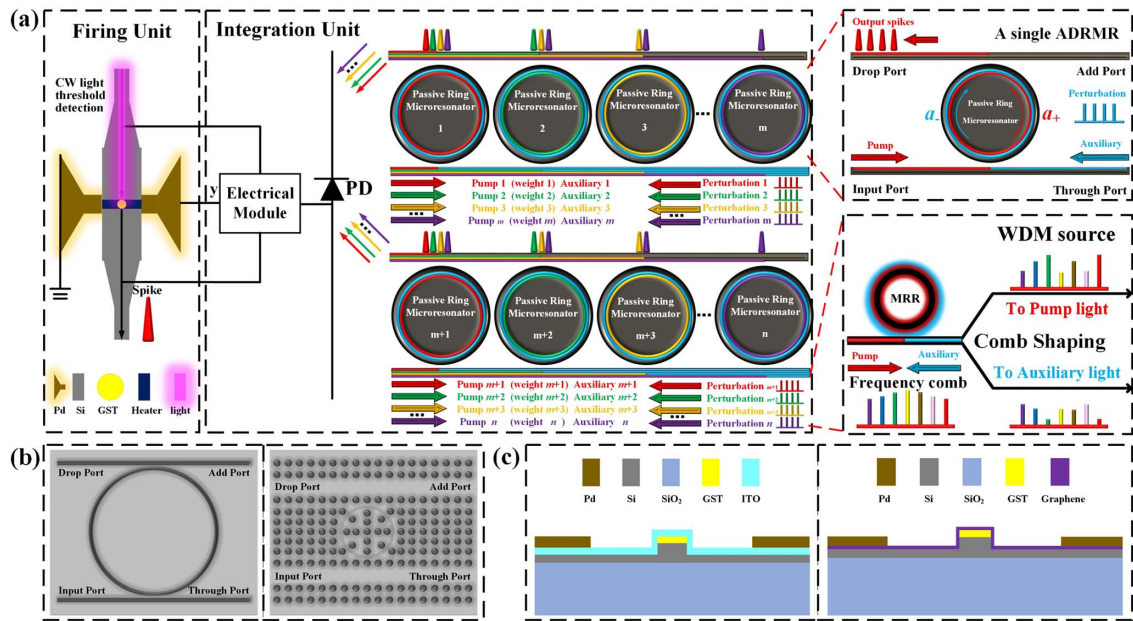 (a)
Firing Unit
CW light
threshold
detection
y
Electrical
Module
Spike
Pd
Si
GST
Heater
light
Integration Unit
PD
Passive Ring
Microresonator
1
Passive Ring
Microresonator
2
Passive Ring
Microresonator
3
Passive Ring
Microresonator
m
Pump 1 (weight 1) Auxiliary 1
Perturbation 1
Pump 2 (weight 2) Auxiliary 2
Perturbation 2
Pump 3 (weight 3) Auxiliary 3
Perturbation 3
Pump m (weight m) Auxiliary m
Perturbation m
Passive Ring
Microresonator
m+1
Passive Ring
Microresonator
m+2
Passive Ring
Microresonator
m+3
Passive Ring
Microresonator
n
Pump m+1 (weight m+1) Auxiliary m+1
Perturbation m+1
Pump m+2 (weight m+2) Auxiliary m+2
Perturbation m+2
Pump m+3 (weight m+3) Auxiliary m+3
Perturbation m+3
Pump n (weight n ) Auxiliary n
Perturbation n
Output spikes
A single ADRMR
Drop Port
Add Port
Passive Ring
Microresonator
a-
a+
Perturbation
Pump
Auxiliary
Input Port
Through Port
WDM source
MRR
To Pump light
Comb Shaping
To Auxiliary light
Pump
Auxiliary
Frequency comb
(b)
Drop Port
Add Port
Input Port
Through Port
Drop Port
Add Port
Input Port
Through Port
(c)
Pd
Si
SiO2
GST
ITO
Pd
Si
SiO2
GST
Graphene